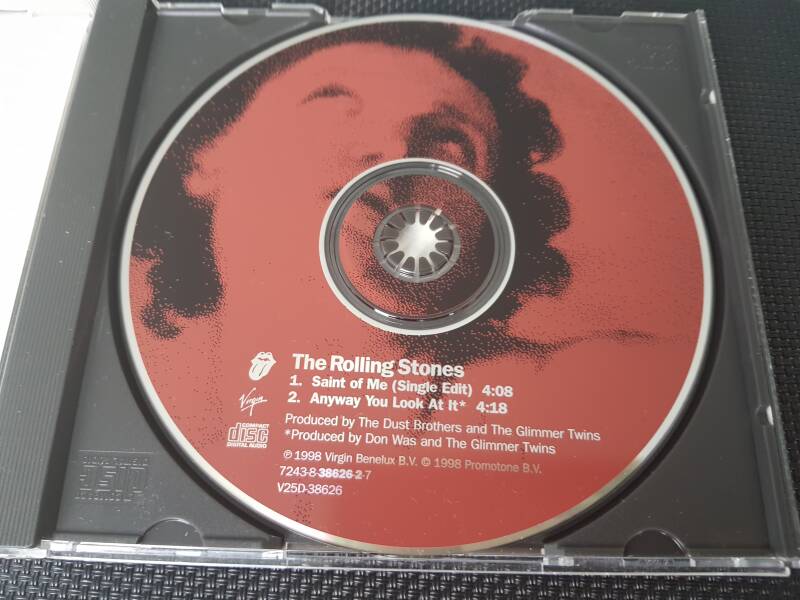 The Rolling Stones
1. Saint of Me (Single Edit) 4:08
2. Anyway You Look At It* 4:18
Virgin
Produced by The Dust Brothers and The Glimmer Twins
*Produced by Don Was and The Glimmer Twins
COMPACT
disc
DIGITAL AUDIO
℗ 1998 Virgin Benelux B.V. © 1998 Promotone B.V.
7243-8-38626-2-7
V25D-38626